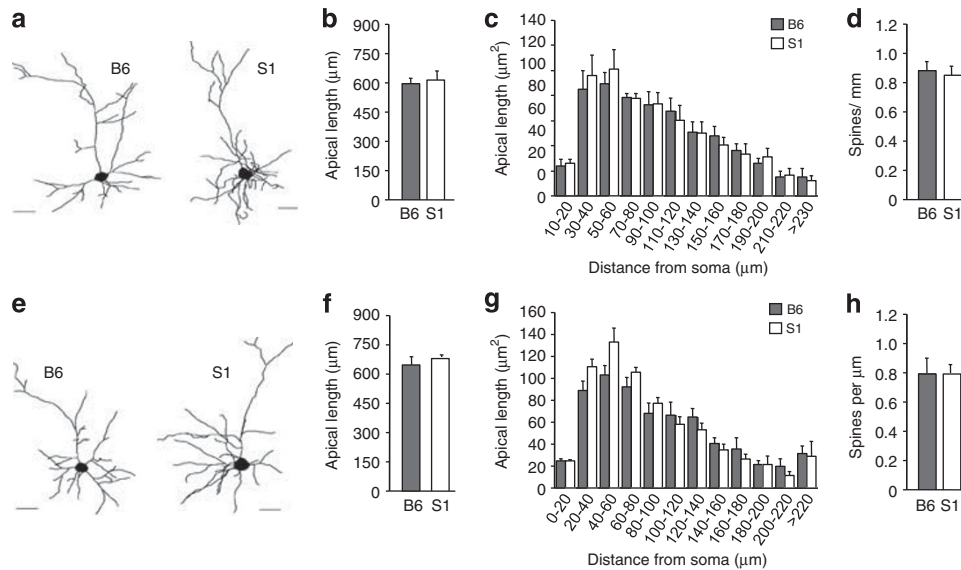 a
B6
S1
b
Apical length (μm)
900
750
600
450
300
150
0
B6 S1
c
Apical length (μm²)
140
120
100
80
60
40
20
0
B6
S1
10-20
30-40
50-60
70-80
90-100
110-120
130-140
150-160
170-180
190-200
210-220
>230
Distance from soma (μm)
d
Spines/ mm
1.2
1
0.8
0.6
0.4
0.2
0
B6 S1
e
B6
S1
f
Apical length (μm)
900
750
600
450
300
150
0
B6 S1
g
Apical length (μm²)
160
140
120
100
80
60
40
20
0
B6
S1
0-20
20-40
40-60
60-80
80-100
100-120
120-140
140-160
160-180
180-200
200-220
>220
Distance from soma (μm)
h
Spines per μm
1.2
1
0.8
0.6
0.4
0.2
0
B6 S1